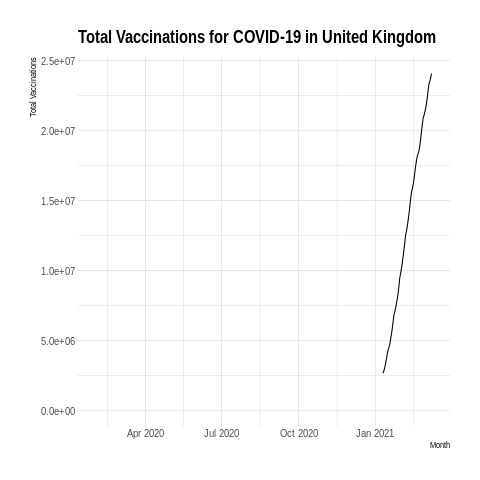 Total Vaccinations for COVID-19 in United Kingdom
Total Vaccinations
2.5e+07
2.0e+07
1.5e+07
1.0e+07
5.0e+06
0.0e+00
Apr 2020 Jul 2020 Oct 2020 Jan 2021
Month